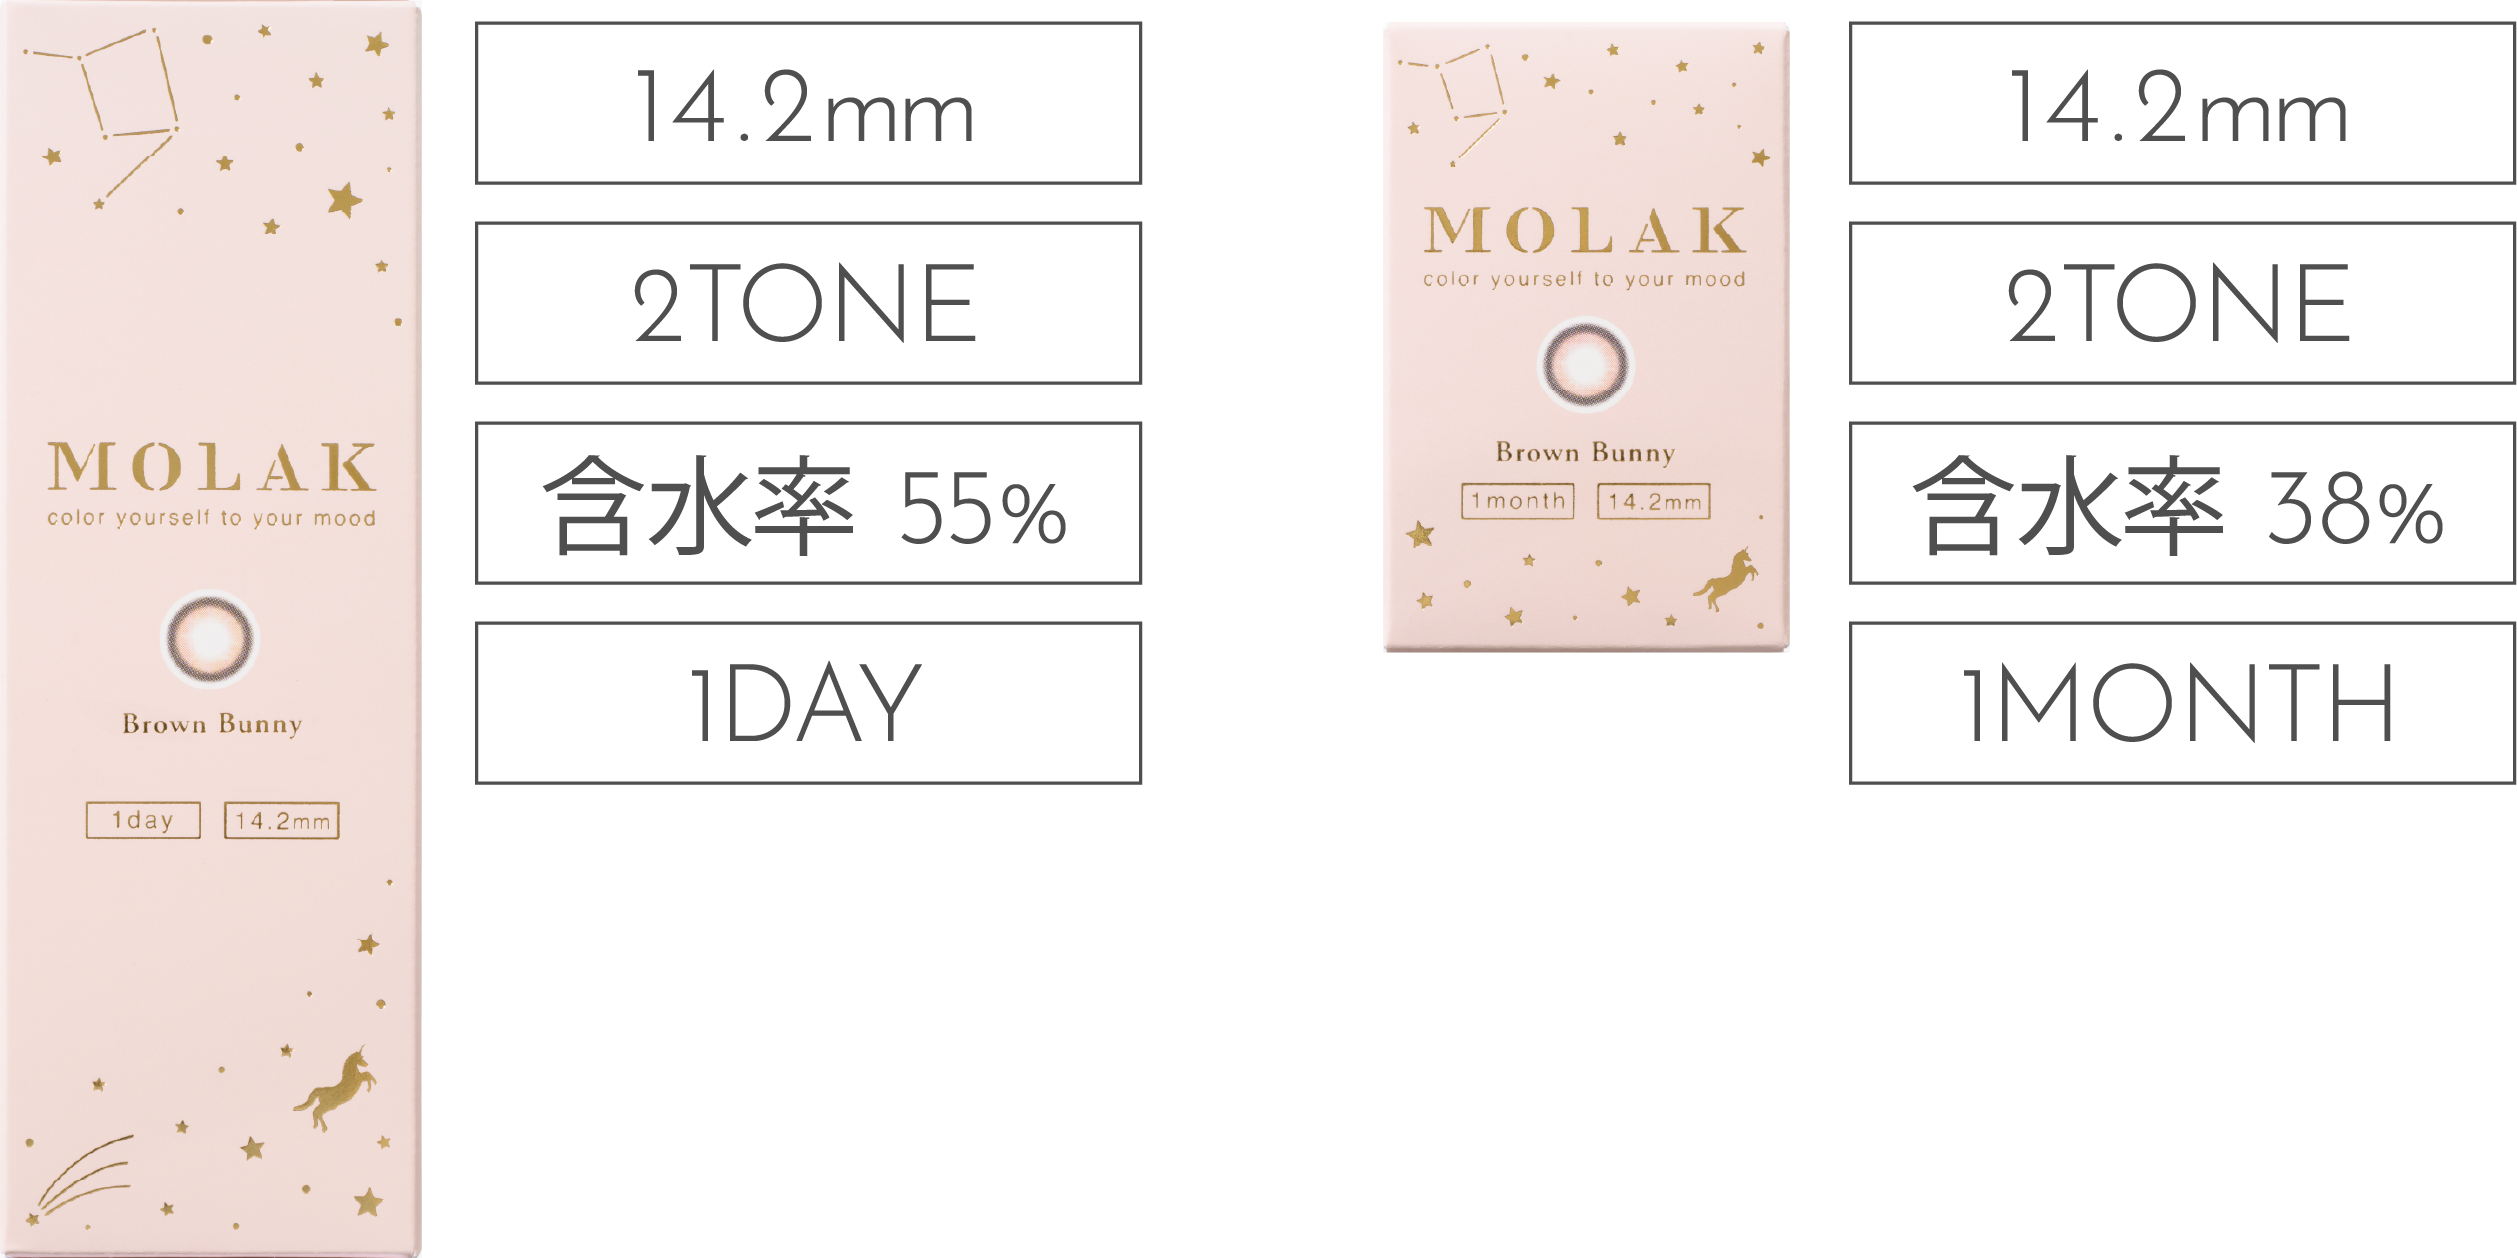 MOLAK
color yourself to your mood
Brown Bunny
1day 14.2mm
14.2mm
2TONE
含水率 55%
1DAY
MOLAK
color yourself to your mood
Brown Bunny
1month 14.2mm
14.2mm
2TONE
含水率 38%
1MONTH